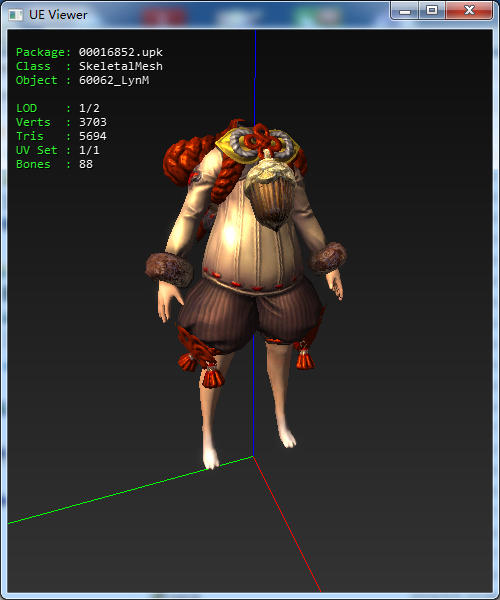 UE Viewer
Package: 00016852.upk
Class : SkeletalMesh
Object : 60062_LynM
LOD : 1/2
Verts : 3703
Tris : 5694
UV Set : 1/1
Bones : 88